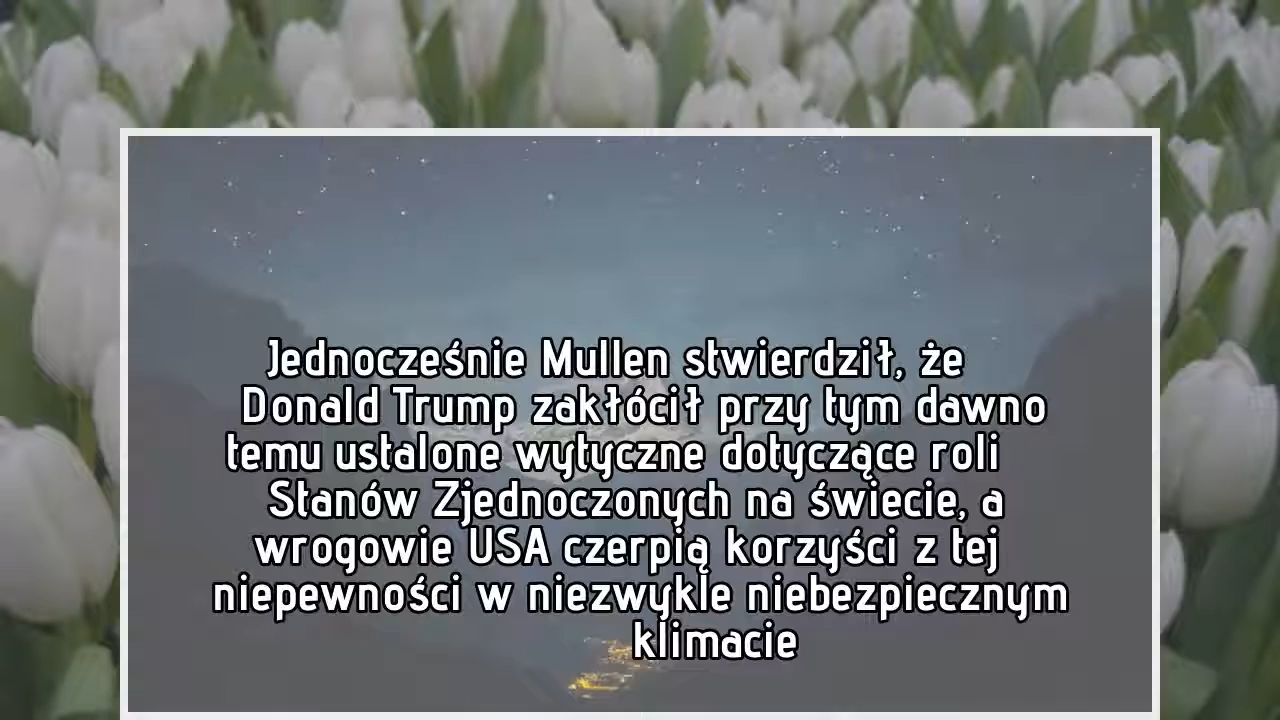 Jednocześnie Mullen stwierdził, że
Donald Trump zakłócił przy tym dawno
temu ustalone wytyczne dotyczące roli
Stanów Zjednoczonych na świecie, a
wrogowie USA czerpią korzyści z tej
niepewności w niezwykle niebezpiecznym
klimacie